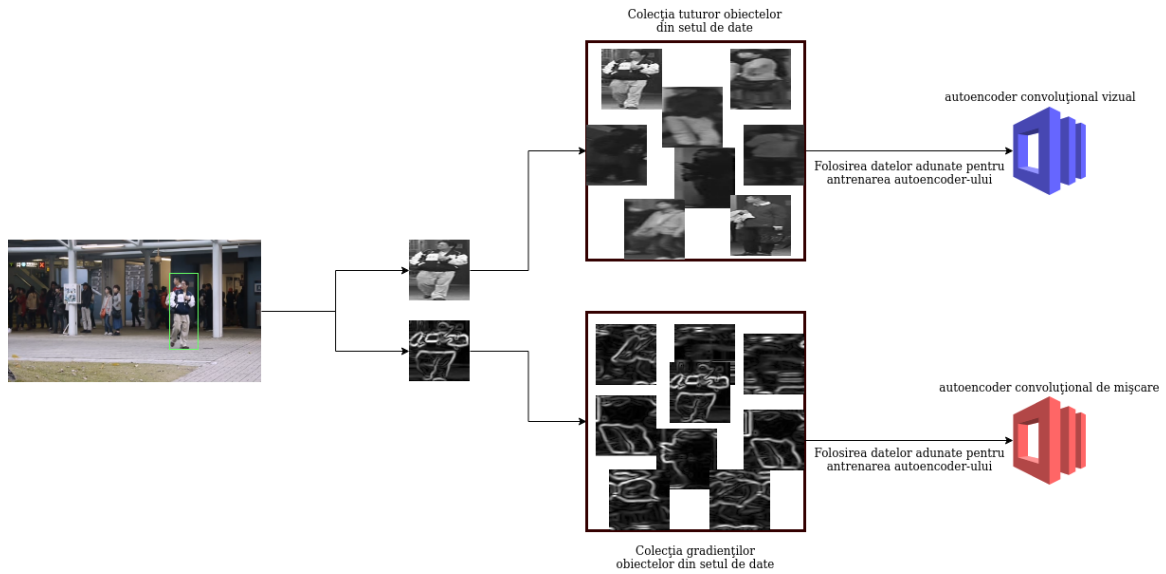 Colecția tuturor obiectelor
din setul de date
autoencoder convoluțional vizual
Folosirea datelor adunate pentru
antrenarea autoencoder-ului
autoencoder convoluțional de mişcare
Folosirea datelor adunate pentru
antrenarea autoencoder-ului
Colecția gradienților
obiectelor din setul de date